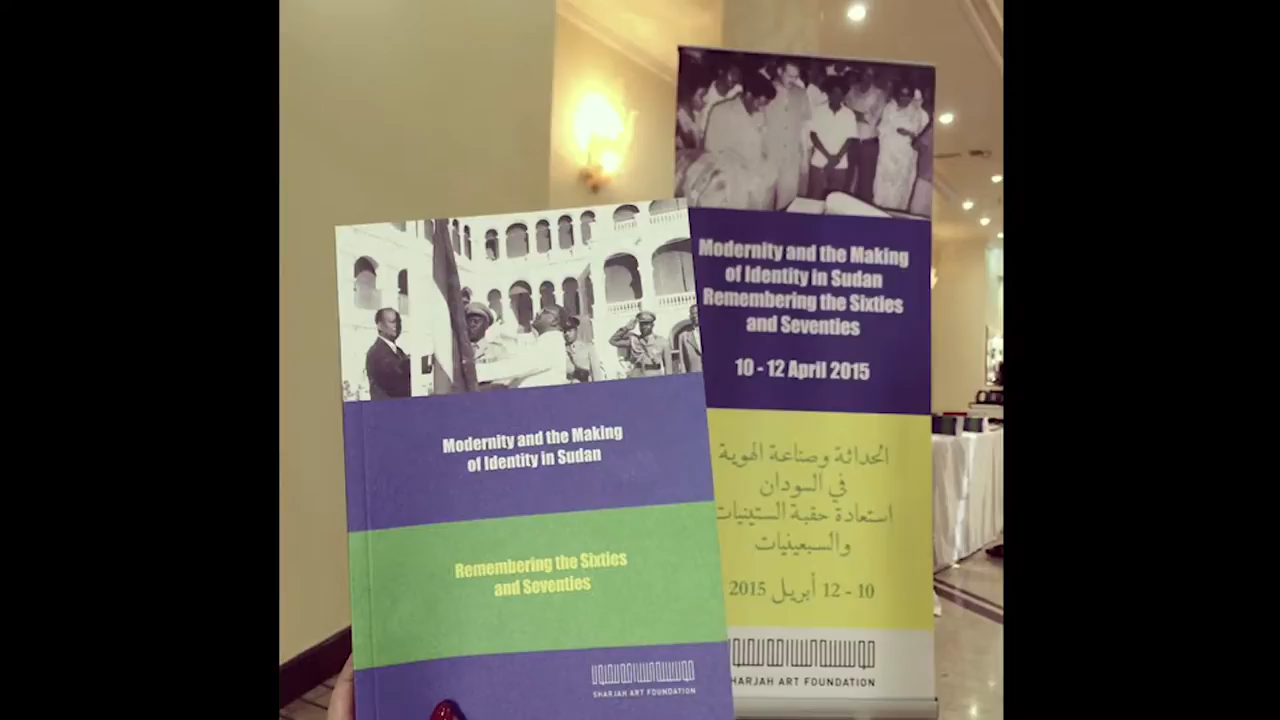 Modernity and the Making
of Identity in Sudan
Remembering the Sixties
and Seventies
SHARJAH ART FOUNDATION
Modernity and the Making
of Identity in Sudan
Remembering the Sixties
and Seventies
10 - 12 April 2015
الحداثة وصناعة الهوية
في السودان
استعادة حقبة الستينيات
والسبعينيات
10 - 12 أبريل 2015
SHARJAH ART FOUNDATION